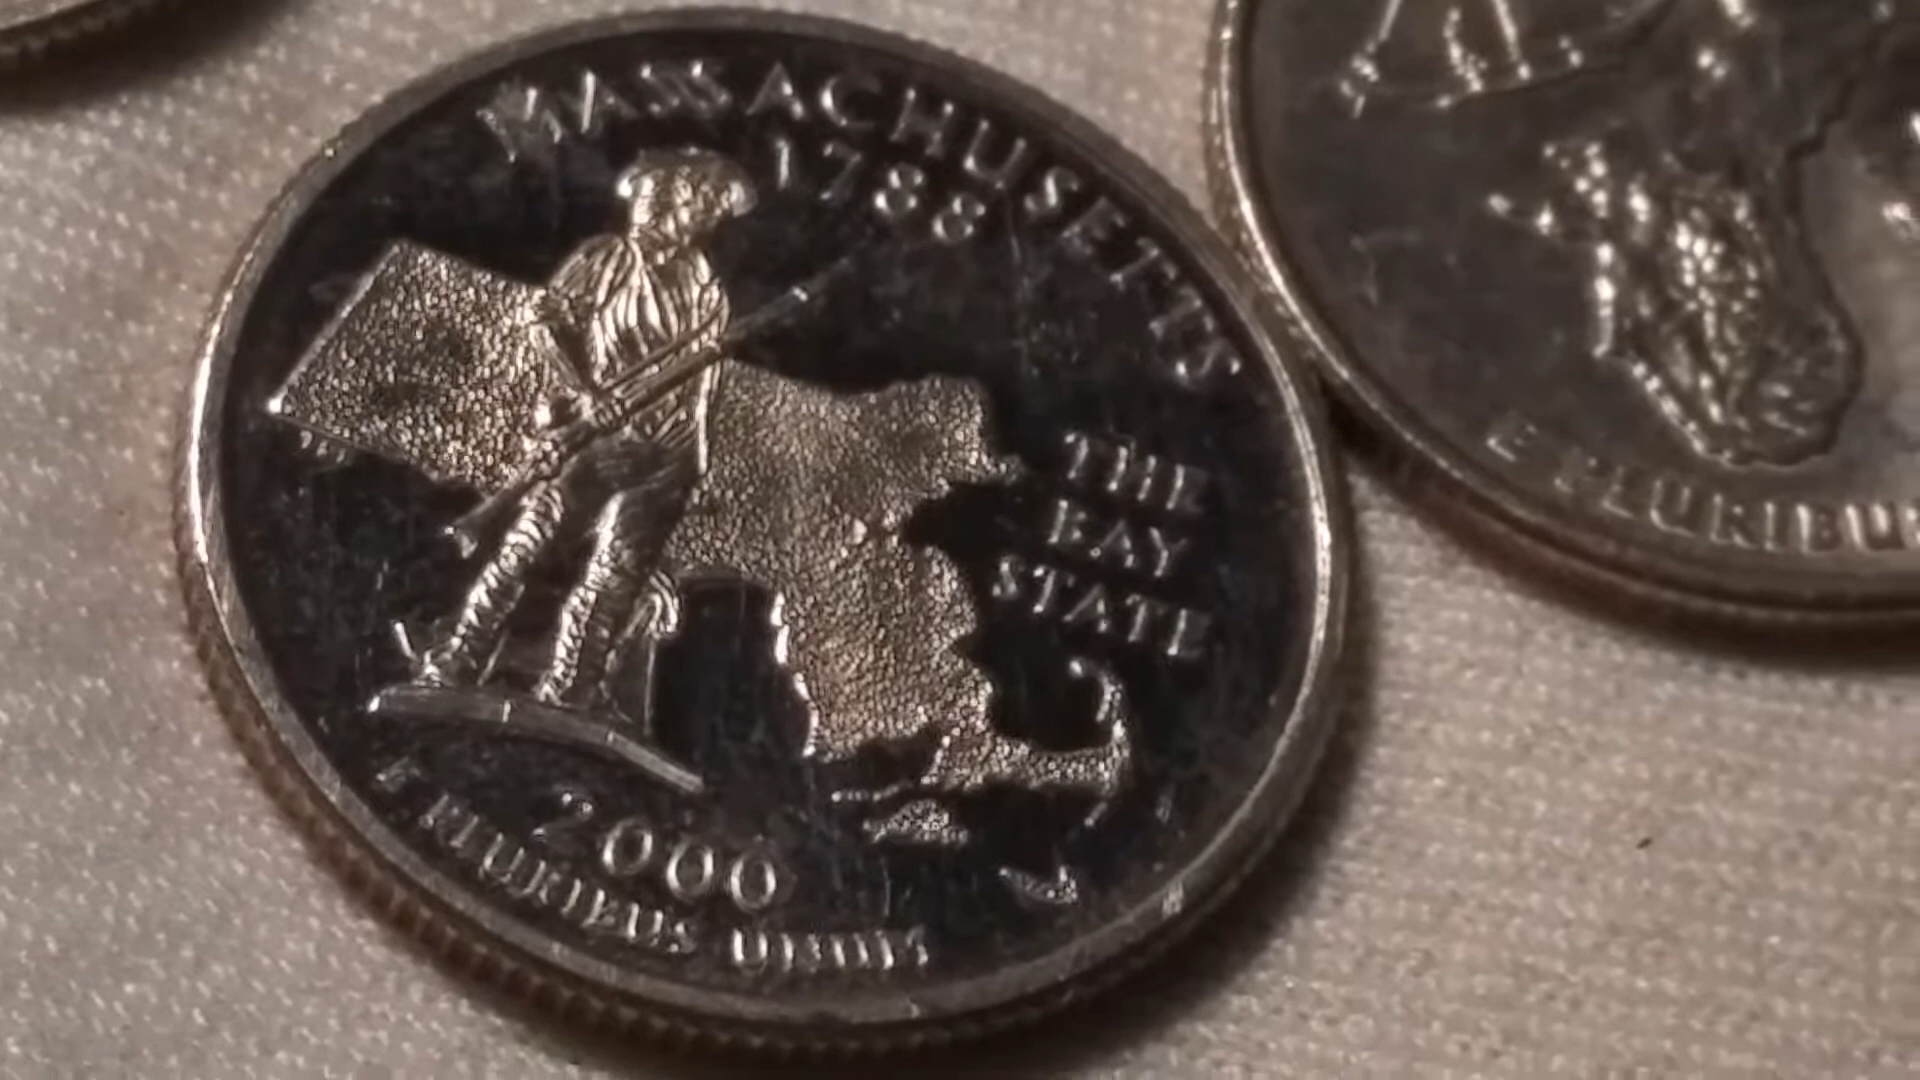 MASSACHUSETTS
1788
THE
BAY
STATE
2000
E PLURIBUS UNUM
E PLURIBU